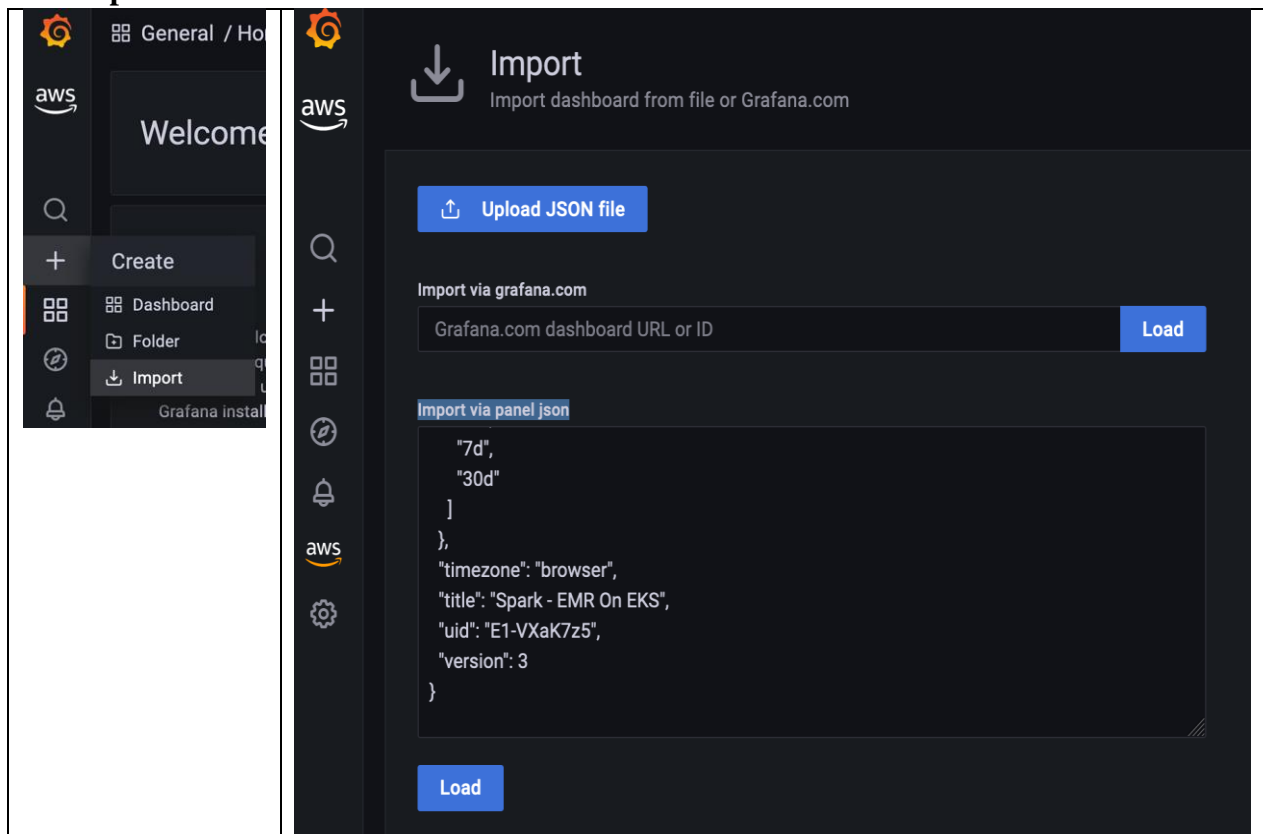 General / Ho
aws
Welcome
Create
Dashboard
Folder
Import
Grafana install
aws
Import
Import dashboard from file or Grafana.com
Upload JSON file
Import via grafana.com
Grafana.com dashboard URL or ID
Load
Import via panel json
"7d",
"30d"
]
},
"timezone": "browser",
"title": "Spark - EMR On EKS",
"uid": "E1-VXaK7z5",
"version": 3
}
aws
Load